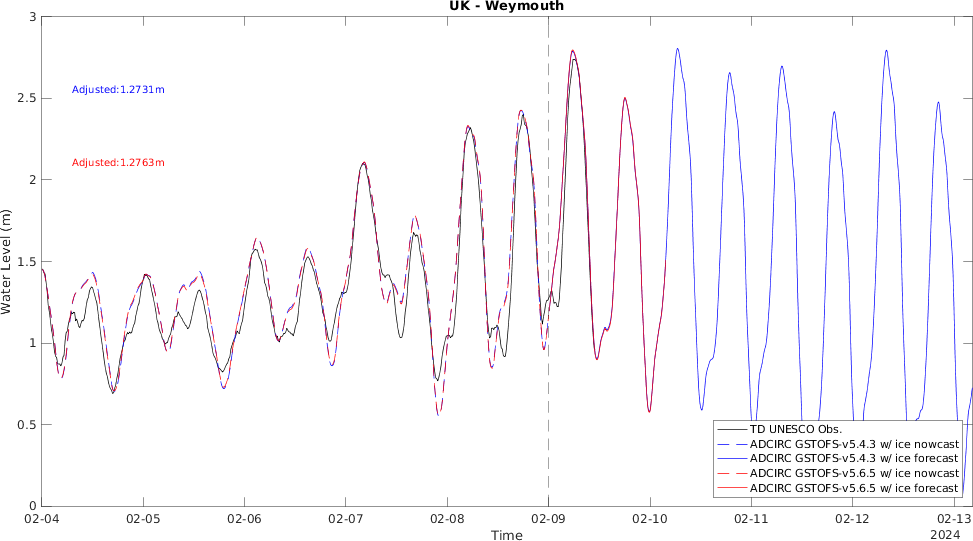 UK - Weymouth
3
2.5
2
1.5
1
0.5
0
Water Level (m)
Adjusted:1.2731m
Adjusted:1.2763m
TD UNESCO Obs.
ADCIRC GSTOFS-v5.4.3 w/ ice nowcast
ADCIRC GSTOFS-v5.4.3 w/ ice forecast
ADCIRC GSTOFS-v5.6.5 w/ ice nowcast
ADCIRC GSTOFS-v5.6.5 w/ ice forecast
02-04 02-05 02-06 02-07 02-08 02-09 02-10 02-11 02-12 02-13
Time
2024